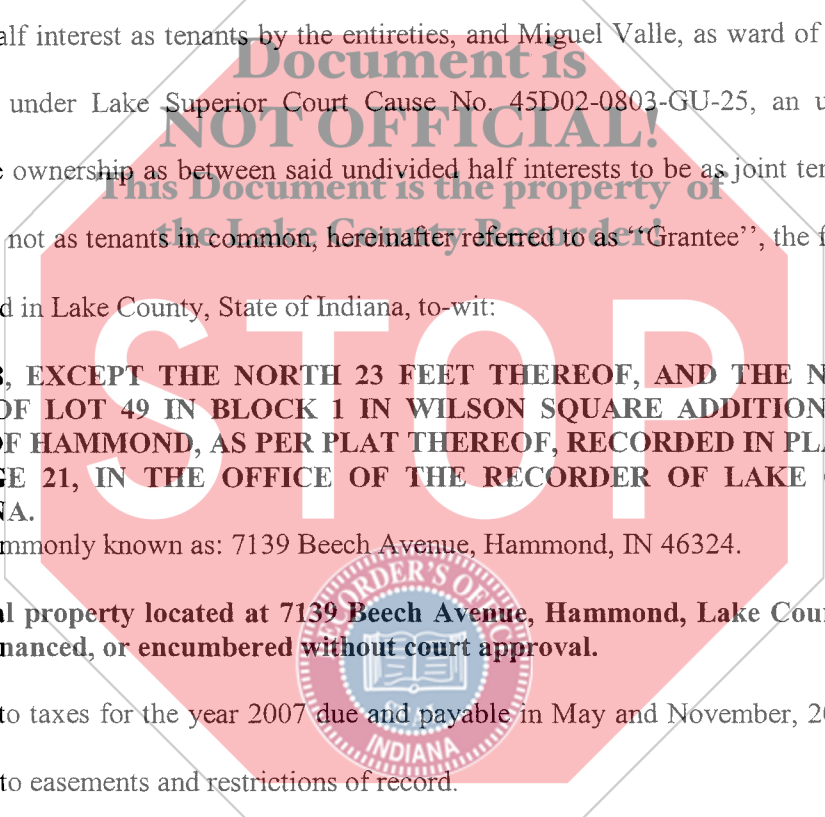 alf interest as tenants by the entireties, and Miguel Valle, as ward of
Document is
under Lake Superior Court Cause No. 45D02-0803-GU-25, an u
NOT OFFICIAL!
ownership as between said undivided half interests to be as joint ter
This Document is the property of
the Lake County Recorder!
not as tenants in common, hereinafter referred to as “Grantee”, the f
d in Lake County, State of Indiana, to-wit:
STOP
, EXCEPT THE NORTH 23 FEET THEREOF, AND THE N
OF LOT 49 IN BLOCK 1 IN WILSON SQUARE ADDITION
OF HAMMOND, AS PER PLAT THEREOF, RECORDED IN PLA
GE 21, IN THE OFFICE OF THE RECORDER OF LAKE
NA.
mmonly known as: 7139 Beech Avenue, Hammond, IN 46324.
RECORDER'S OFFICE
al property located at 7139 Beech Avenue, Hammond, Lake Cou
nanced, or encumbered without court approval.
SEAL
to taxes for the year 2007 due and payable in May and November, 20
INDIANA
to easements and restrictions of record.